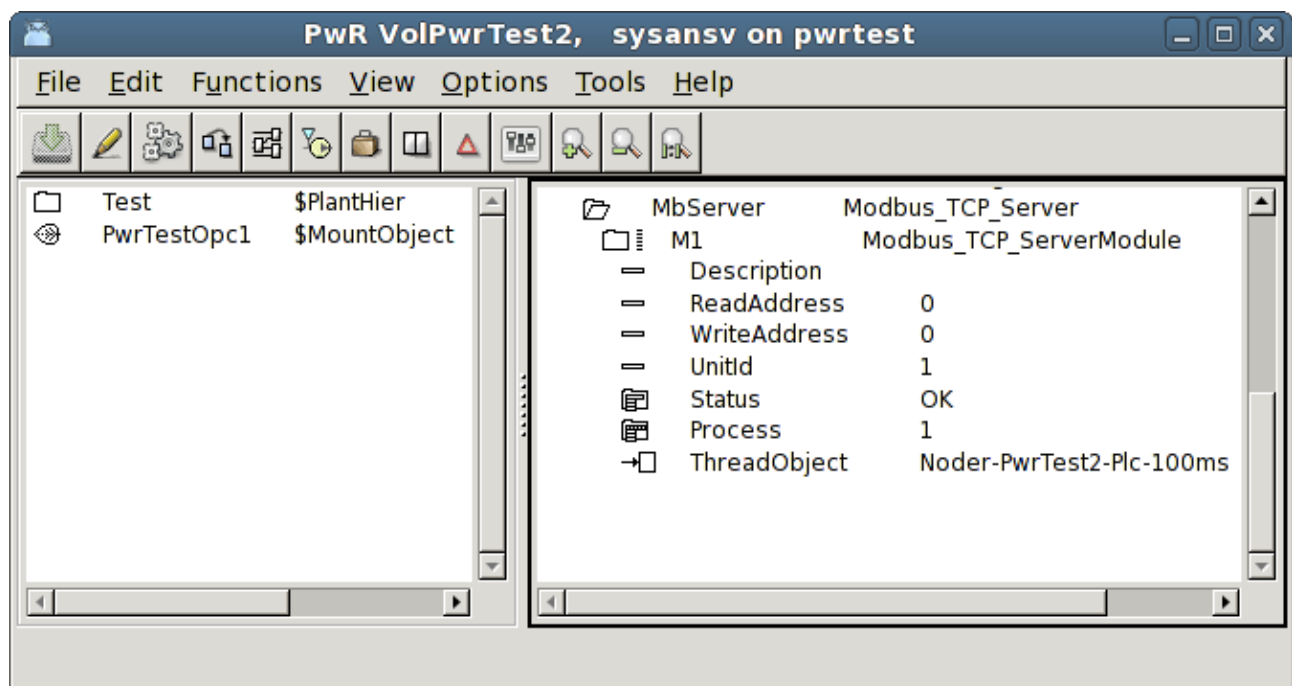 PwR VolPwrTest2, sysansv on pwrtest
File Edit Functions View Options Tools Help
Test $PlantHier
PwrTestOpc1 $MountObject
MbServer Modbus_TCP_Server
M1 Modbus_TCP_ServerModule
Description
ReadAddress 0
WriteAddress 0
UnitId 1
Status OK
Process 1
ThreadObject Noder-PwrTest2-Plc-100ms